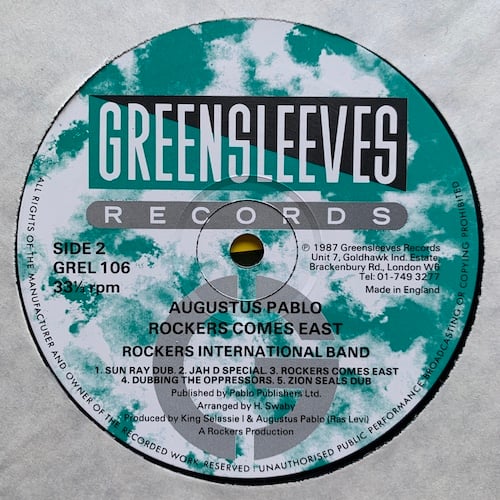 GREENSLEEVES
RECORDS
SIDE 2
GREL 106
33⅓ rpm
℗ 1987 Greensleeves Records
Unit 7, Goldhawk Ind. Estate,
Brackenbury Rd., London W6
Tel: 01-749 3277
Made in England
AUGUSTUS PABLO
ROCKERS COMES EAST
ROCKERS INTERNATIONAL BAND
1. SUN RAY DUB. 2. JAH D SPECIAL 3. ROCKERS COMES EAST
4. DUBBING THE OPPRESSORS. 5. ZION SEALS DUB
Published by Pablo Publishers Ltd.
Arranged by H. Swaby
Produced by King Selassie I & Augustus Pablo (Ras Levi)
A Rockers Production
ALL RIGHTS OF THE MANUFACTURER AND OWNER OF THE RECORDED WORK RESERVED! UNAUTHORISED PUBLIC PERFORMANCE BROADCASTING OR COPYING PROHIBITED